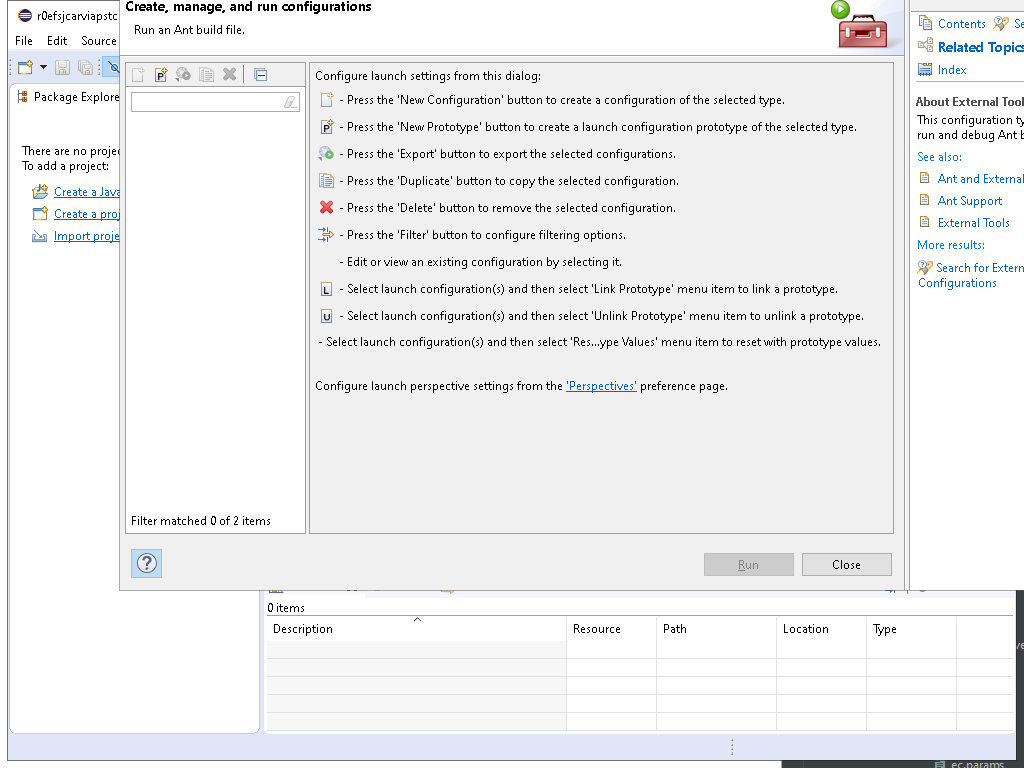 r0efsjcarviapstc
File Edit Source
Package Explore
There are no projec
To add a project:
Create a Java
Create a proj
Import proje
Create, manage, and run configurations
Run an Ant build file.
Filter matched 0 of 2 items
Configure launch settings from this dialog:
- Press the 'New Configuration' button to create a configuration of the selected type.
P - Press the 'New Prototype' button to create a launch configuration prototype of the selected type.
- Press the 'Export' button to export the selected configurations.
- Press the 'Duplicate' button to copy the selected configuration.
- Press the 'Delete' button to remove the selected configuration.
- Press the 'Filter' button to configure filtering options.
- Edit or view an existing configuration by selecting it.
L - Select launch configuration(s) and then select 'Link Prototype' menu item to link a prototype.
U - Select launch configuration(s) and then select 'Unlink Prototype' menu item to unlink a prototype.
- Select launch configuration(s) and then select 'Res...ype Values' menu item to reset with prototype values.
Configure launch perspective settings from the 'Perspectives' preference page.
?
Run Close
Contents Se
Related Topics
Index
About External Tool
This configuration ty
run and debug Ant b
See also:
Ant and External
Ant Support
External Tools
More results:
Search for Extern
Configurations
0 items
Description Resource Path Location Type
ve
ec.params